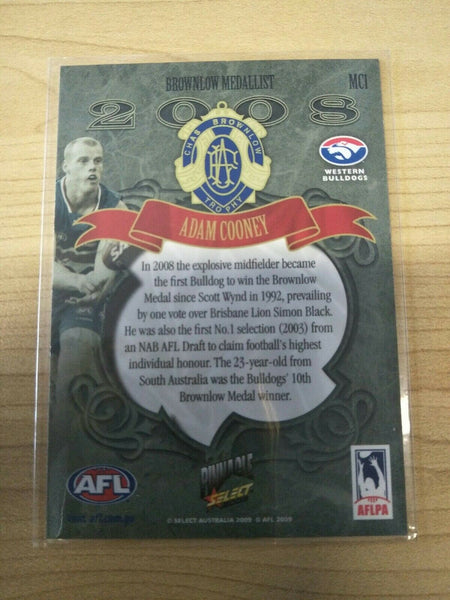 BROWNLOW MEDALLIST
MC1
2008
CHAS BROWNLOW
TROPHY
WESTERN
BULLDOGS
ADAM COONEY
In 2008 the explosive midfielder became
the first Bulldog to win the Brownlow
Medal since Scott Wynd in 1992, prevailing
by one vote over Brisbane Lion Simon Black.
He was also the first No.1 selection (2003) from
an NAB AFL Draft to claim football's highest
individual honour. The 23-year-old from
South Australia was the Bulldogs' 10th
Brownlow Medal winner.
AFL
PINNACLE
SELECT
AFLPA
© SELECT AUSTRALIA 2009 © AFL 2009